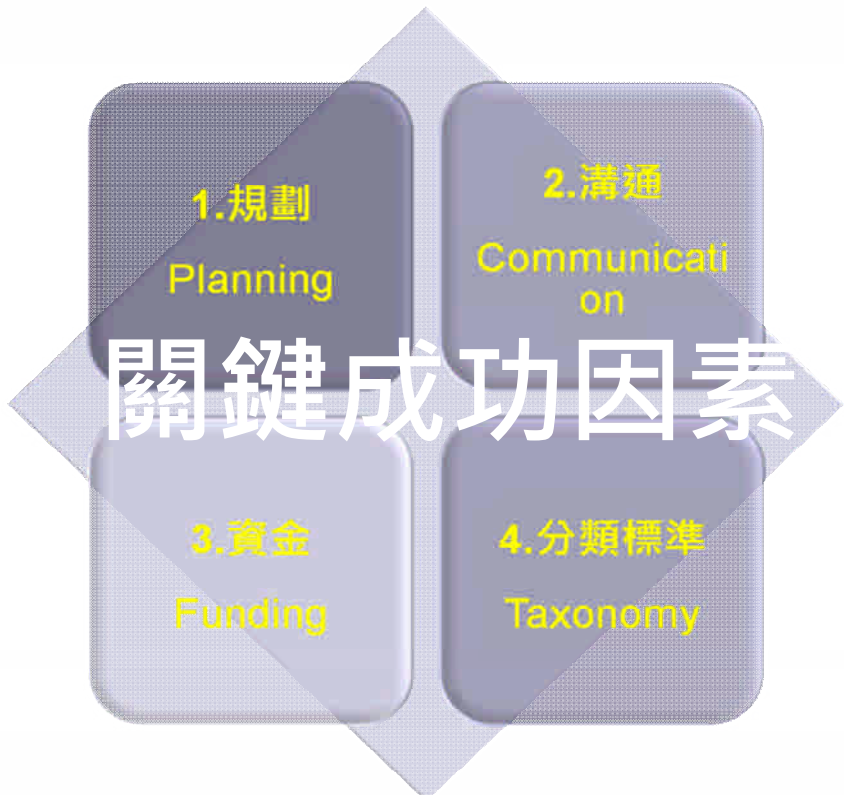 1.規劃
Planning
2.溝通
Communicati
on
關鍵成功因素
3.資金
Funding
4.分類標準
Taxonomy